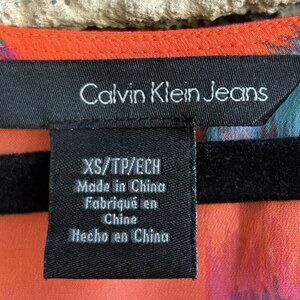 Calvin Klein Jeans
XS/TP/ECH
Made in China
Fabriqué en
Chine
Hecho en China